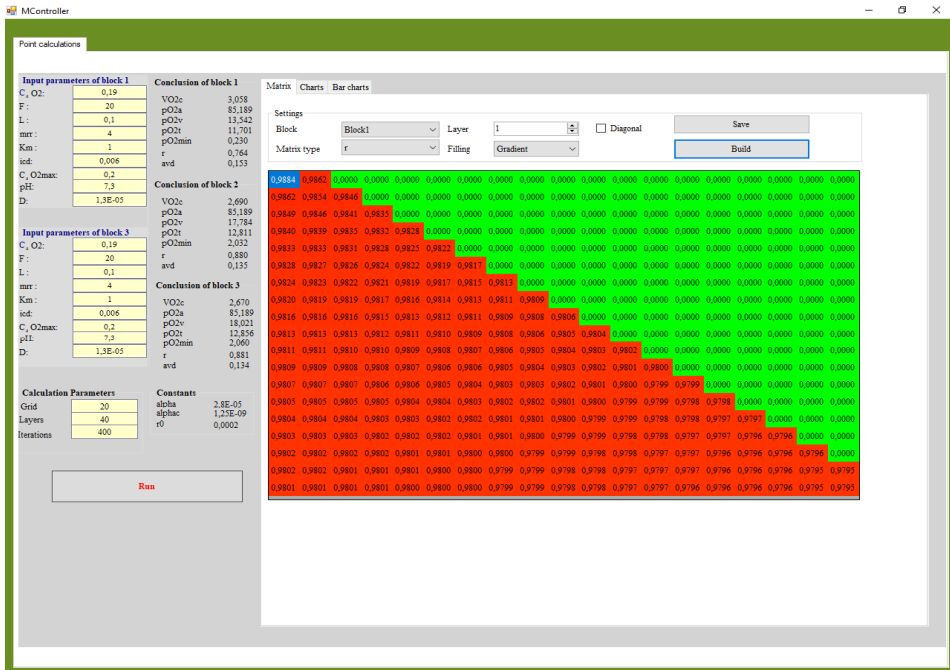 MController
Point calculations
Input parameters of block 1
Ca O2: 0,19
F: 20
L: 0,1
mrr: 4
Km: 1
icd: 0,006
Ca O2max: 0,2
pH: 7,3
D: 1,3E-05
Input parameters of block 3
Ca O2: 0,19
F: 20
L: 0,1
mrr: 4
Km: 1
icd: 0,006
Ca O2max: 0,2
pH: 7,3
D: 1,3E-05
Calculation Parameters
Grid 20
Layers 40
Iterations 400
Run
Conclusion of block 1
VO2c 3,058
pO2a 85,189
pO2v 13,542
pO2t 11,701
pO2min 0,230
r 0,764
avd 0,153
Conclusion of block 2
VO2c 2,690
pO2a 85,189
pO2v 17,784
pO2t 12,811
pO2min 2,032
r 0,880
avd 0,135
Conclusion of block 3
VO2c 2,670
pO2a 85,189
pO2v 18,021
pO2t 12,856
pO2min 2,060
r 0,881
avd 0,134
Constants
alpha 2,8E-05
alphac 1,25E-09
r0 0,0002
Matrix Charts Bar charts
Settings
Block Block1 Layer 1 Diagonal Save
Matrix type r Filling Gradient Build
0,9884 0,9862 0,0000 0,0000 0,0000 0,0000 0,0000 0,0000 0,0000 0,0000 0,0000 0,0000 0,0000 0,0000 0,0000 0,0000 0,0000 0,0000 0,0000
0,9862 0,9854 0,9846 0,0000 0,0000 0,0000 0,0000 0,0000 0,0000 0,0000 0,0000 0,0000 0,0000 0,0000 0,0000 0,0000 0,0000 0,0000 0,0000
0,9849 0,9846 0,9841 0,9835 0,0000 0,0000 0,0000 0,0000 0,0000 0,0000 0,0000 0,0000 0,0000 0,0000 0,0000 0,0000 0,0000 0,0000 0,0000
0,9840 0,9839 0,9835 0,9832 0,9828 0,0000 0,0000 0,0000 0,0000 0,0000 0,0000 0,0000 0,0000 0,0000 0,0000 0,0000 0,0000 0,0000 0,0000
0,9833 0,9833 0,9831 0,9828 0,9825 0,9822 0,0000 0,0000 0,0000 0,0000 0,0000 0,0000 0,0000 0,0000 0,0000 0,0000 0,0000 0,0000 0,0000
0,9828 0,9827 0,9826 0,9824 0,9822 0,9819 0,9817 0,0000 0,0000 0,0000 0,0000 0,0000 0,0000 0,0000 0,0000 0,0000 0,0000 0,0000 0,0000
0,9824 0,9823 0,9822 0,9821 0,9819 0,9817 0,9815 0,9813 0,0000 0,0000 0,0000 0,0000 0,0000 0,0000 0,0000 0,0000 0,0000 0,0000 0,0000
0,9820 0,9819 0,9819 0,9817 0,9816 0,9814 0,9813 0,9811 0,9809 0,0000 0,0000 0,0000 0,0000 0,0000 0,0000 0,0000 0,0000 0,0000 0,0000
0,9816 0,9816 0,9816 0,9815 0,9813 0,9812 0,9811 0,9809 0,9808 0,9806 0,0000 0,0000 0,0000 0,0000 0,0000 0,0000 0,0000 0,0000 0,0000
0,9813 0,9813 0,9813 0,9812 0,9811 0,9810 0,9809 0,9808 0,9806 0,9805 0,9804 0,0000 0,0000 0,0000 0,0000 0,0000 0,0000 0,0000 0,0000
0,9811 0,9811 0,9810 0,9810 0,9809 0,9808 0,9807 0,9806 0,9805 0,9804 0,9803 0,9802 0,0000 0,0000 0,0000 0,0000 0,0000 0,0000 0,0000
0,9809 0,9809 0,9808 0,9808 0,9807 0,9806 0,9806 0,9805 0,9804 0,9803 0,9802 0,9801 0,9800 0,0000 0,0000 0,0000 0,0000 0,0000 0,0000
0,9807 0,9807 0,9807 0,9806 0,9806 0,9805 0,9804 0,9803 0,9803 0,9802 0,9801 0,9800 0,9799 0,9799 0,0000 0,0000 0,0000 0,0000 0,0000
0,9805 0,9805 0,9805 0,9805 0,9804 0,9804 0,9803 0,9802 0,9802 0,9801 0,9800 0,9799 0,9799 0,9798 0,9798 0,0000 0,0000 0,0000 0,0000
0,9804 0,9804 0,9804 0,9803 0,9803 0,9802 0,9802 0,9801 0,9801 0,9800 0,9799 0,9799 0,9798 0,9798 0,9797 0,9797 0,0000 0,0000 0,0000
0,9803 0,9803 0,9803 0,9802 0,9802 0,9802 0,9801 0,9801 0,9800 0,9799 0,9799 0,9798 0,9798 0,9797 0,9797 0,9796 0,9796 0,0000 0,0000
0,9802 0,9802 0,9802 0,9802 0,9801 0,9801 0,9800 0,9800 0,9799 0,9799 0,9798 0,9798 0,9797 0,9797 0,9796 0,9796 0,9796 0,9796 0,0000
0,9802 0,9802 0,9801 0,9801 0,9801 0,9800 0,9800 0,9799 0,9799 0,9798 0,9798 0,9797 0,9797 0,9797 0,9796 0,9796 0,9796 0,9795 0,9795
0,9801 0,9801 0,9801 0,9801 0,9800 0,9800 0,9800 0,9799 0,9799 0,9798 0,9798 0,9797 0,9797 0,9796 0,9796 0,9796 0,9796 0,9795 0,9795